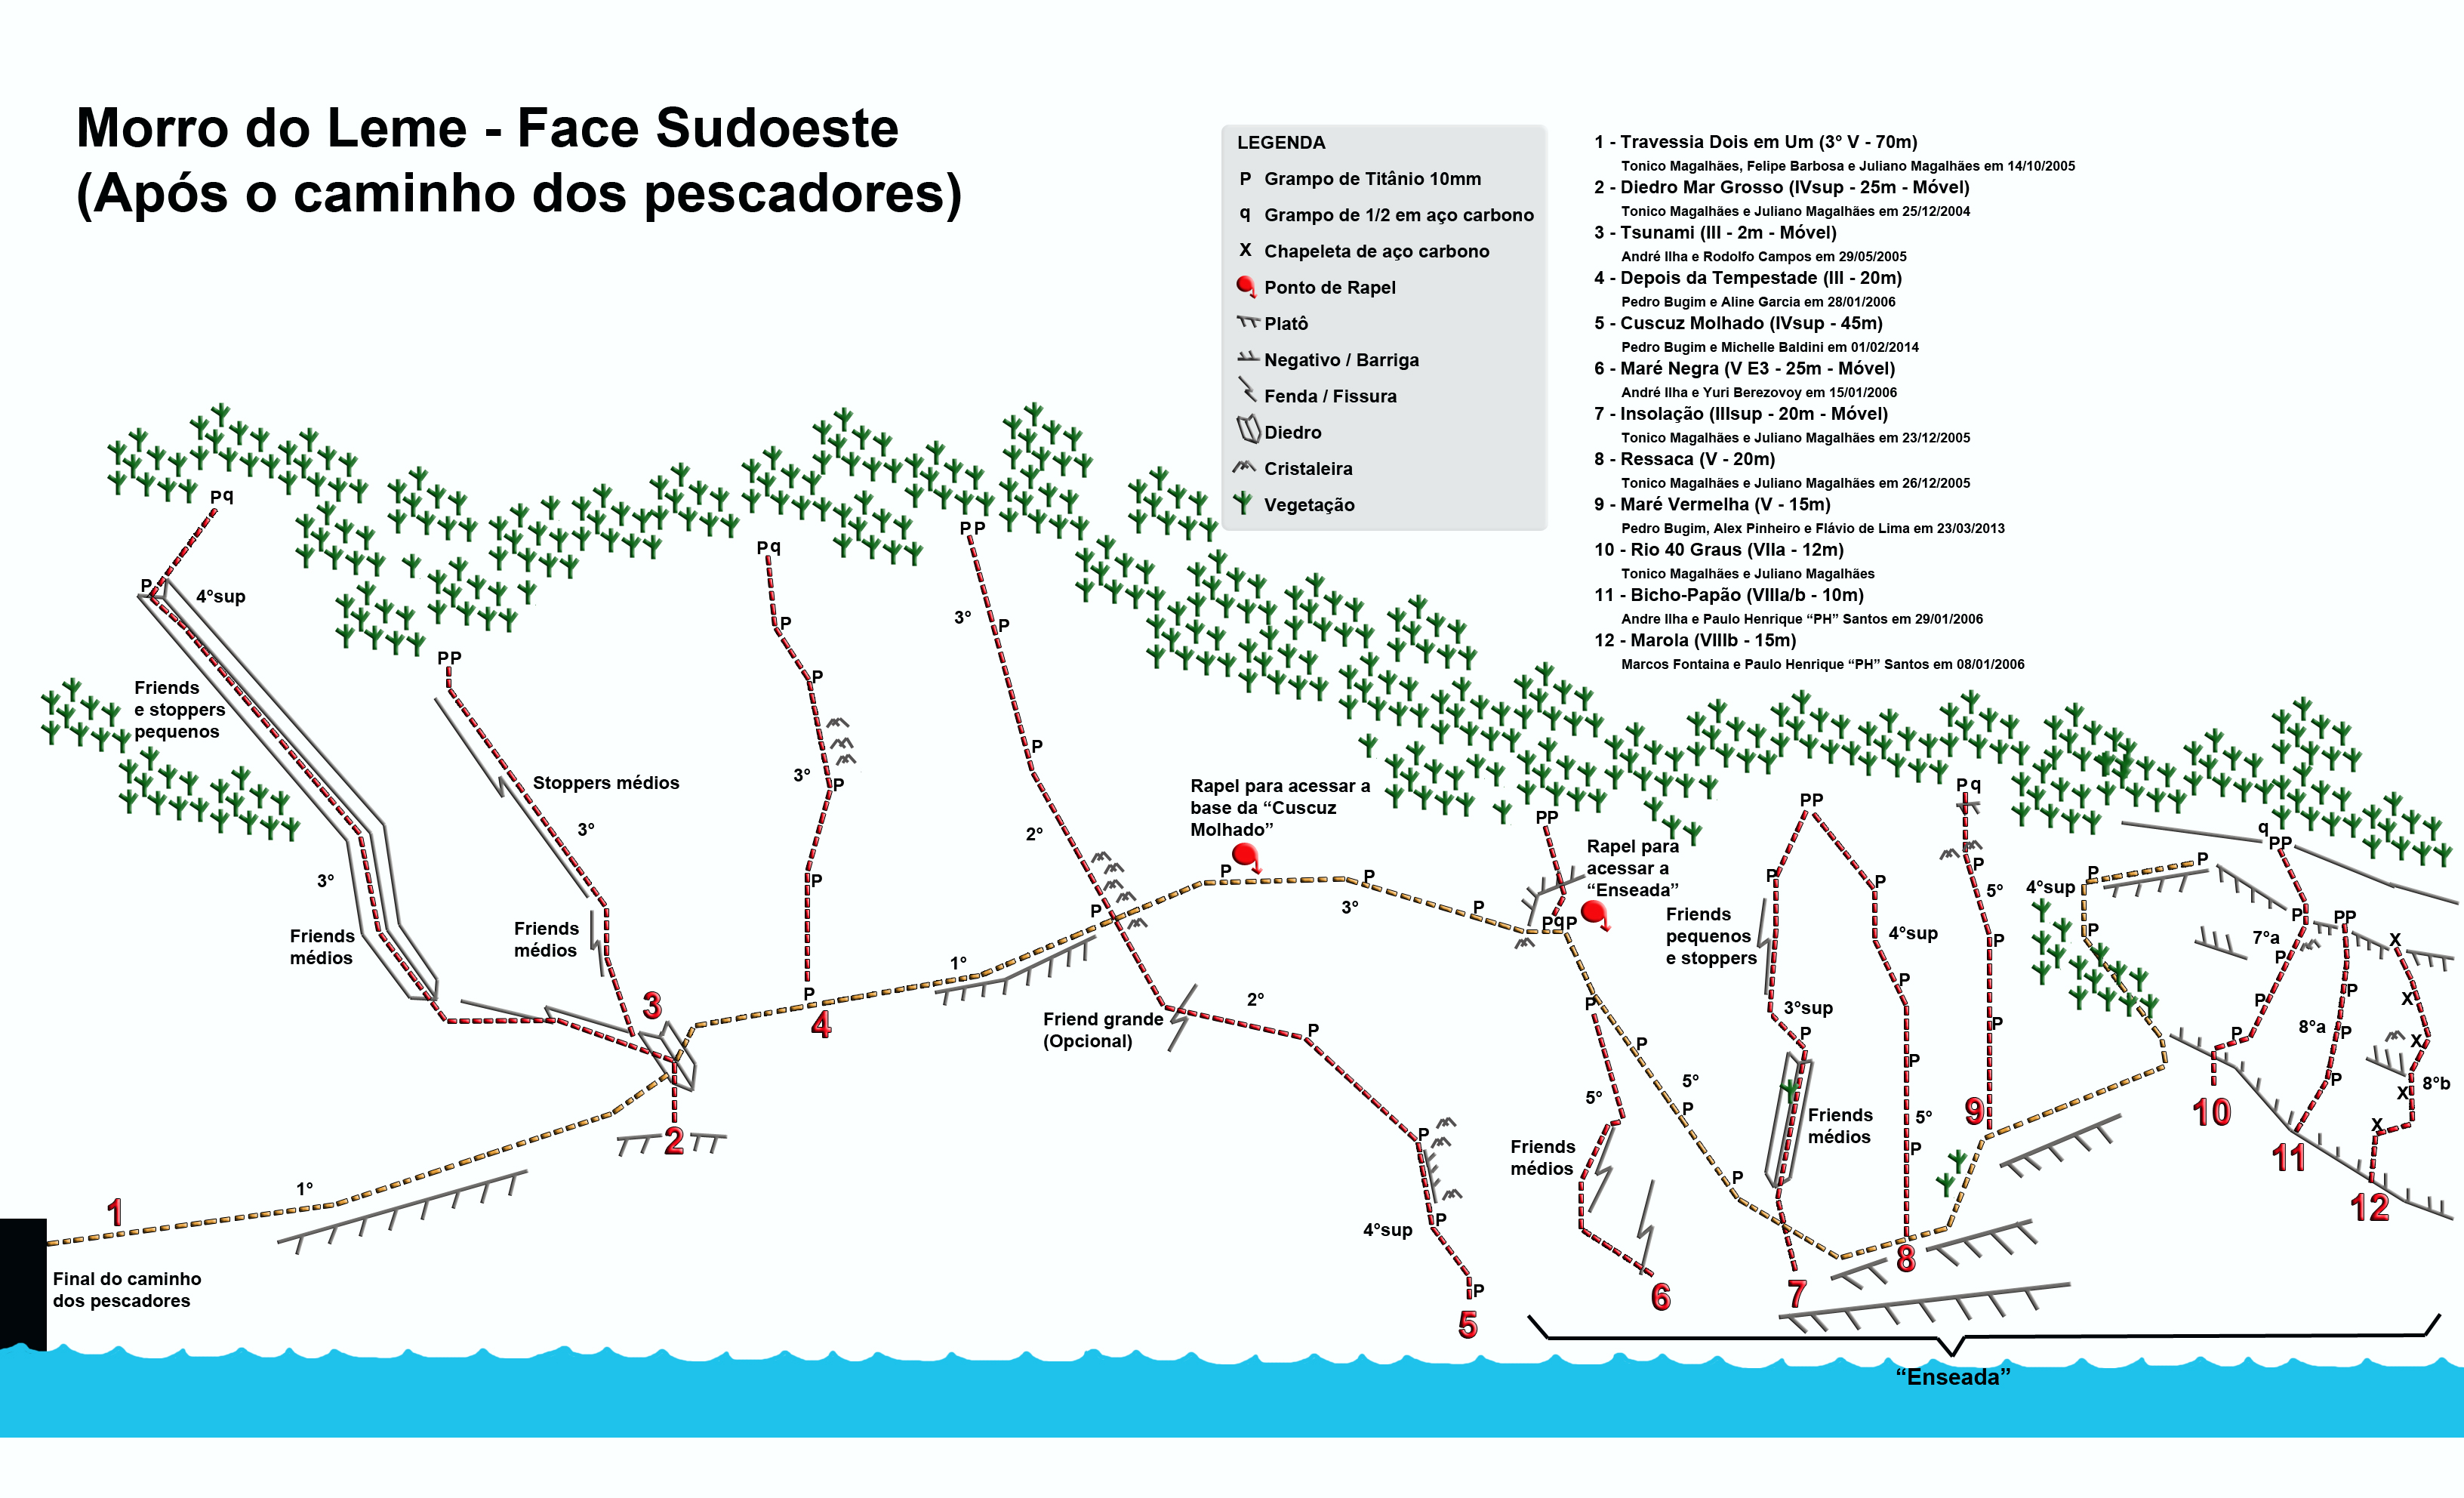 Morro do Leme - Face Sudoeste
(Após o caminho dos pescadores)
LEGENDA
P Grampo de Titânio 10mm
q Grampo de 1/2 em aço carbono
X Chapeleta de aço carbono
Ponto de Rapel
Platô
Negativo / Barriga
Fenda / Fissura
Diedro
Cristaleira
Vegetação
1 - Travessia Dois em Um (3° V - 70m)
Tonico Magalhães, Felipe Barbosa e Juliano Magalhães em 14/10/2005
2 - Diedro Mar Grosso (IVsup - 25m - Móvel)
Tonico Magalhães e Juliano Magalhães em 25/12/2004
3 - Tsunami (III - 2m - Móvel)
André Ilha e Rodolfo Campos em 29/05/2005
4 - Depois da Tempestade (III - 20m)
Pedro Bugim e Aline Garcia em 28/01/2006
5 - Cuscuz Molhado (IVsup - 45m)
Pedro Bugim e Michelle Baldini em 01/02/2014
6 - Maré Negra (V E3 - 25m - Móvel)
André Ilha e Yuri Berezovoy em 15/01/2006
7 - Insolação (IIIsup - 20m - Móvel)
Tonico Magalhães e Juliano Magalhães em 23/12/2005
8 - Ressaca (V - 20m)
Tonico Magalhães e Juliano Magalhães em 26/12/2005
9 - Maré Vermelha (V - 15m)
Pedro Bugim, Alex Pinheiro e Flávio de Lima em 23/03/2013
10 - Rio 40 Graus (VIIa - 12m)
Tonico Magalhães e Juliano Magalhães
11 - Bicho-Papão (VIIIa/b - 10m)
Andre Ilha e Paulo Henrique “PH” Santos em 29/01/2006
12 - Marola (VIIIb - 15m)
Marcos Fontaina e Paulo Henrique “PH” Santos em 08/01/2006
Pq
P
4°sup
Friends
e stoppers
pequenos
3°
Friends
médios
PP
Stoppers médios
3°
Friends
médios
3
2
1
1°
Final do caminho
dos pescadores
Pq
P
P
3°
P
P
P
4
PP
3°
P
P
2°
P
1°
Friend grande
(Opcional)
2°
P
P
4°sup
P
P
5
Rapel para acessar a
base da “Cuscuz
Molhado”
P
P
3°
P
PP
PqP
Rapel para
acessar a
“Enseada”
P
5°
Friends
médios
6
P
5°
P
P
PP
P
Friends
pequenos
e stoppers
3°sup
P
Friends
médios
7
P
4°sup
P
P
5°
P
8
Pq
P
5°
P
P
9
4°sup
P
P
P
q
PP
P
7°a
P
P
P
10
PP
P
8°a
P
P
11
X
X
X
8°b
X
X
12
“Enseada”